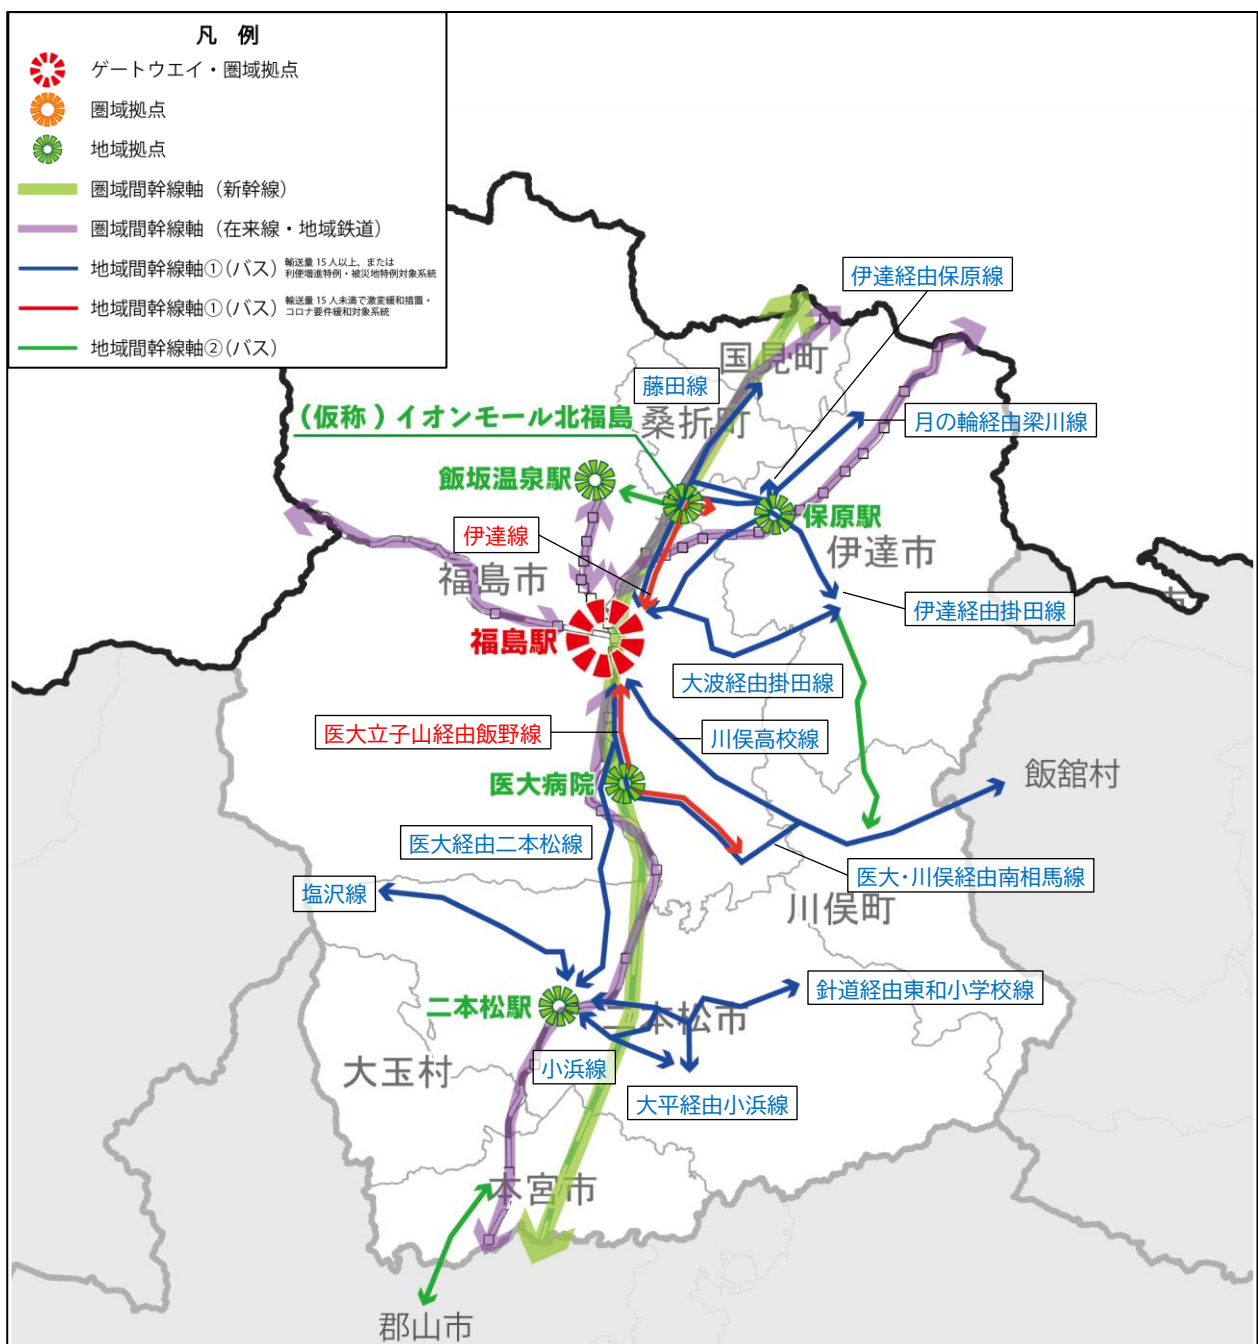 凡 例
ゲートウエイ・圏域拠点
圏域拠点
地域拠点
圏域間幹線軸（新幹線）
圏域間幹線軸（在来線・地域鉄道）
地域間幹線軸①(バス) 輸送量15人以上、または
利便増進特例・被災地特例対象系統
地域間幹線軸①(バス) 輸送量15人未満で激変緩和措置・
コロナ要件緩和対象系統
地域間幹線軸②(バス)
伊達経由保原線
国見町
藤田線
(仮称)イオンモール北福島
桑折町
月の輪経由梁川線
飯坂温泉駅
保原駅
伊達線
伊達市
福島市
伊達経由掛田線
福島駅
大波経由掛田線
医大立子山経由飯野線
川俣高校線
飯舘村
医大病院
医大経由二本松線
医大・川俣経由南相馬線
塩沢線
川俣町
針道経由東和小学校線
二本松駅
二本松市
小浜線
大玉村
大平経由小浜線
本宮市
郡山市